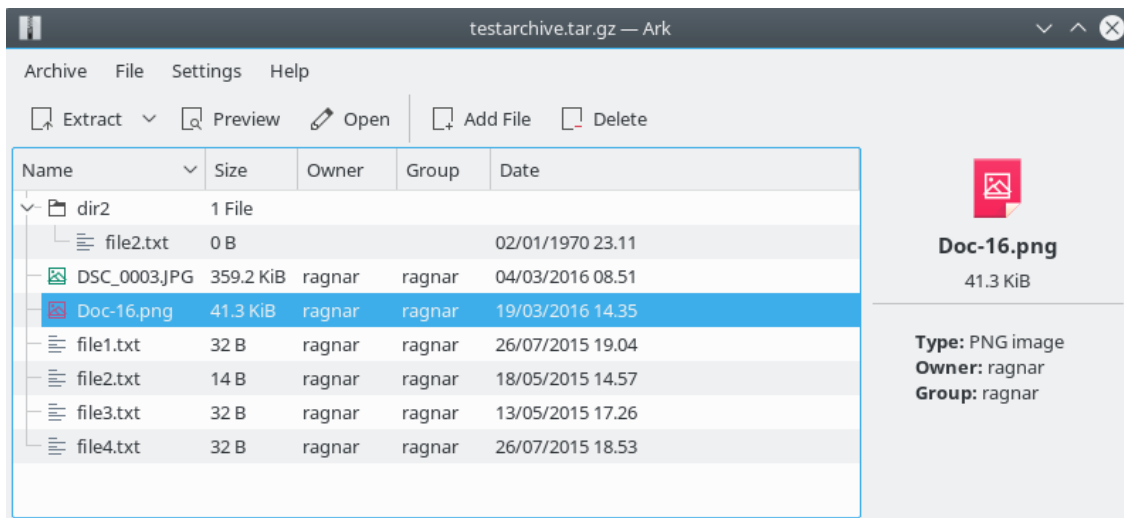 testarchive.tar.gz — Ark
Archive File Settings Help
Extract Preview Open Add File Delete
Name Size Owner Group Date
dir2 1 File
file2.txt 0 B 02/01/1970 23.11
DSC_0003.JPG 359.2 KiB ragnar ragnar 04/03/2016 08.51
Doc-16.png 41.3 KiB ragnar ragnar 19/03/2016 14.35
file1.txt 32 B ragnar ragnar 26/07/2015 19.04
file2.txt 14 B ragnar ragnar 18/05/2015 14.57
file3.txt 32 B ragnar ragnar 13/05/2015 17.26
file4.txt 32 B ragnar ragnar 26/07/2015 18.53
Doc-16.png
41.3 KiB
Type: PNG image
Owner: ragnar
Group: ragnar